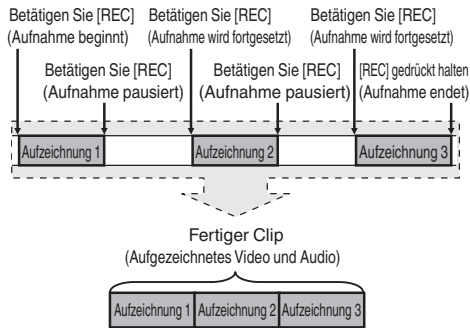 Betätigen Sie [REC]
(Aufnahme beginnt)
Betätigen Sie [REC]
(Aufnahme wird fortgesetzt)
Betätigen Sie [REC]
(Aufnahme wird fortgesetzt)
Betätigen Sie [REC]
(Aufnahme pausiert)
Betätigen Sie [REC]
(Aufnahme pausiert)
[REC] gedrückt halten
(Aufnahme endet)
Aufzeichnung 1
Aufzeichnung 2
Aufzeichnung 3
Fertiger Clip
(Aufgezeichnetes Video und Audio)
Aufzeichnung 1
Aufzeichnung 2
Aufzeichnung 3